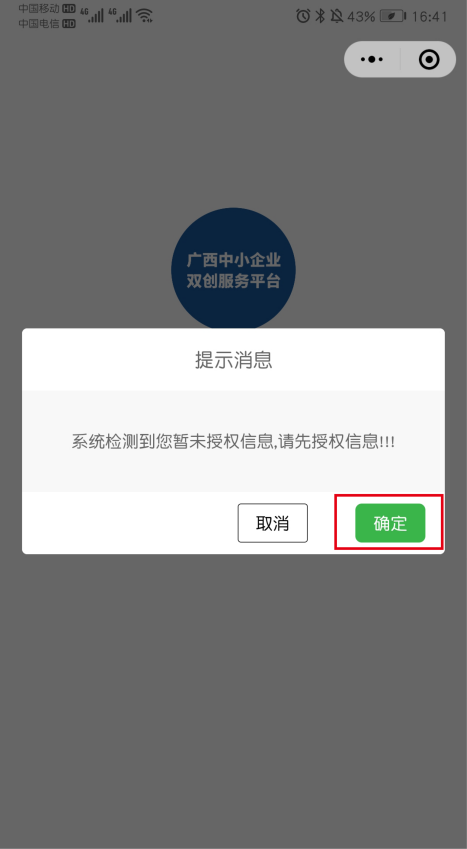 中国移动 HD 4G 4G
中国电信 HD
43% 16:41
广西中小企业
双创服务平台
提示消息
系统检测到您暂未授权信息,请先授权信息!!!
取消 确定